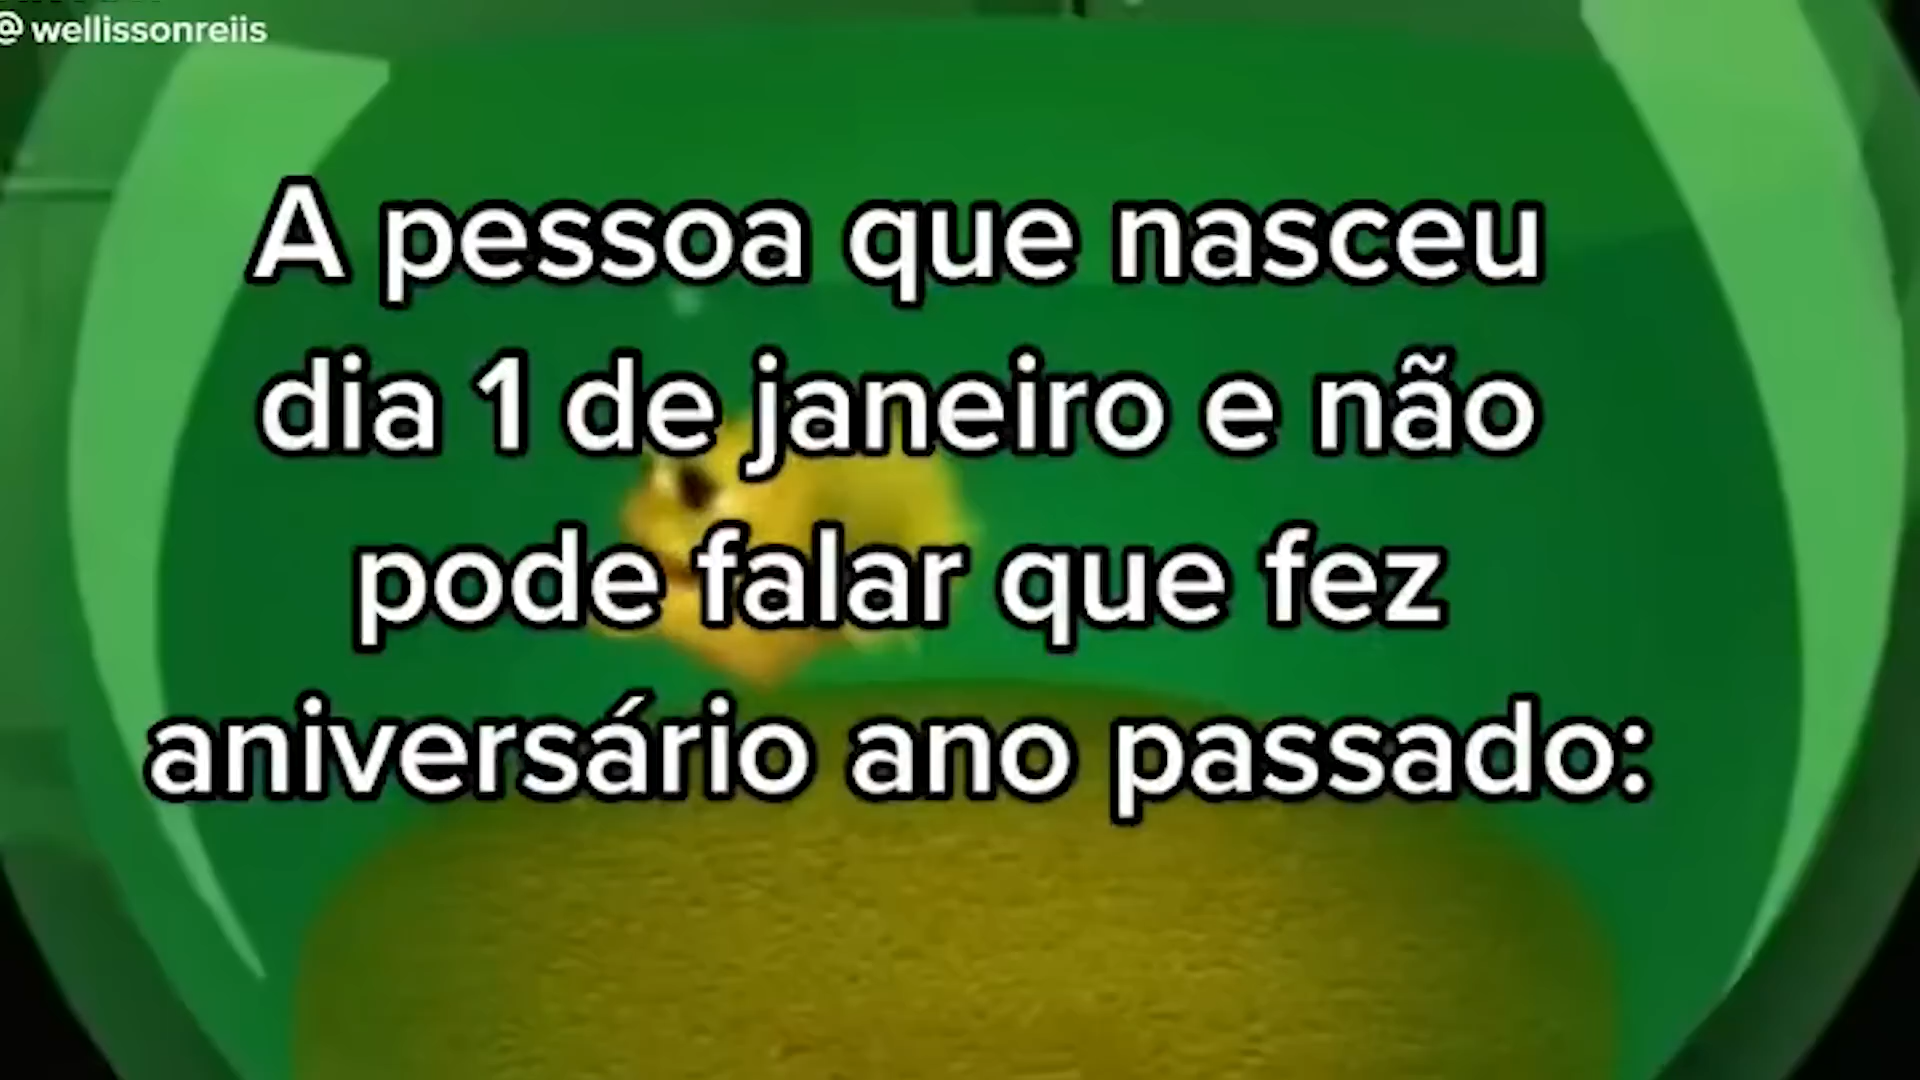 @ wellissonreiis
A pessoa que nasceu
dia 1 de janeiro e não
pode falar que fez
aniversário ano passado: